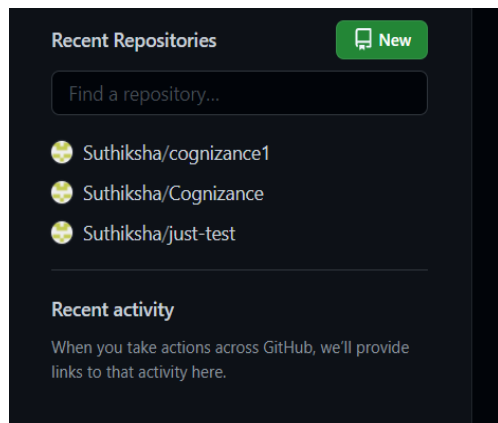 Recent Repositories
New
Find a repository...
Suthiksha/cognizance1
Suthiksha/Cognizance
Suthiksha/just-test
Recent activity
When you take actions across GitHub, we'll provide
links to that activity here.